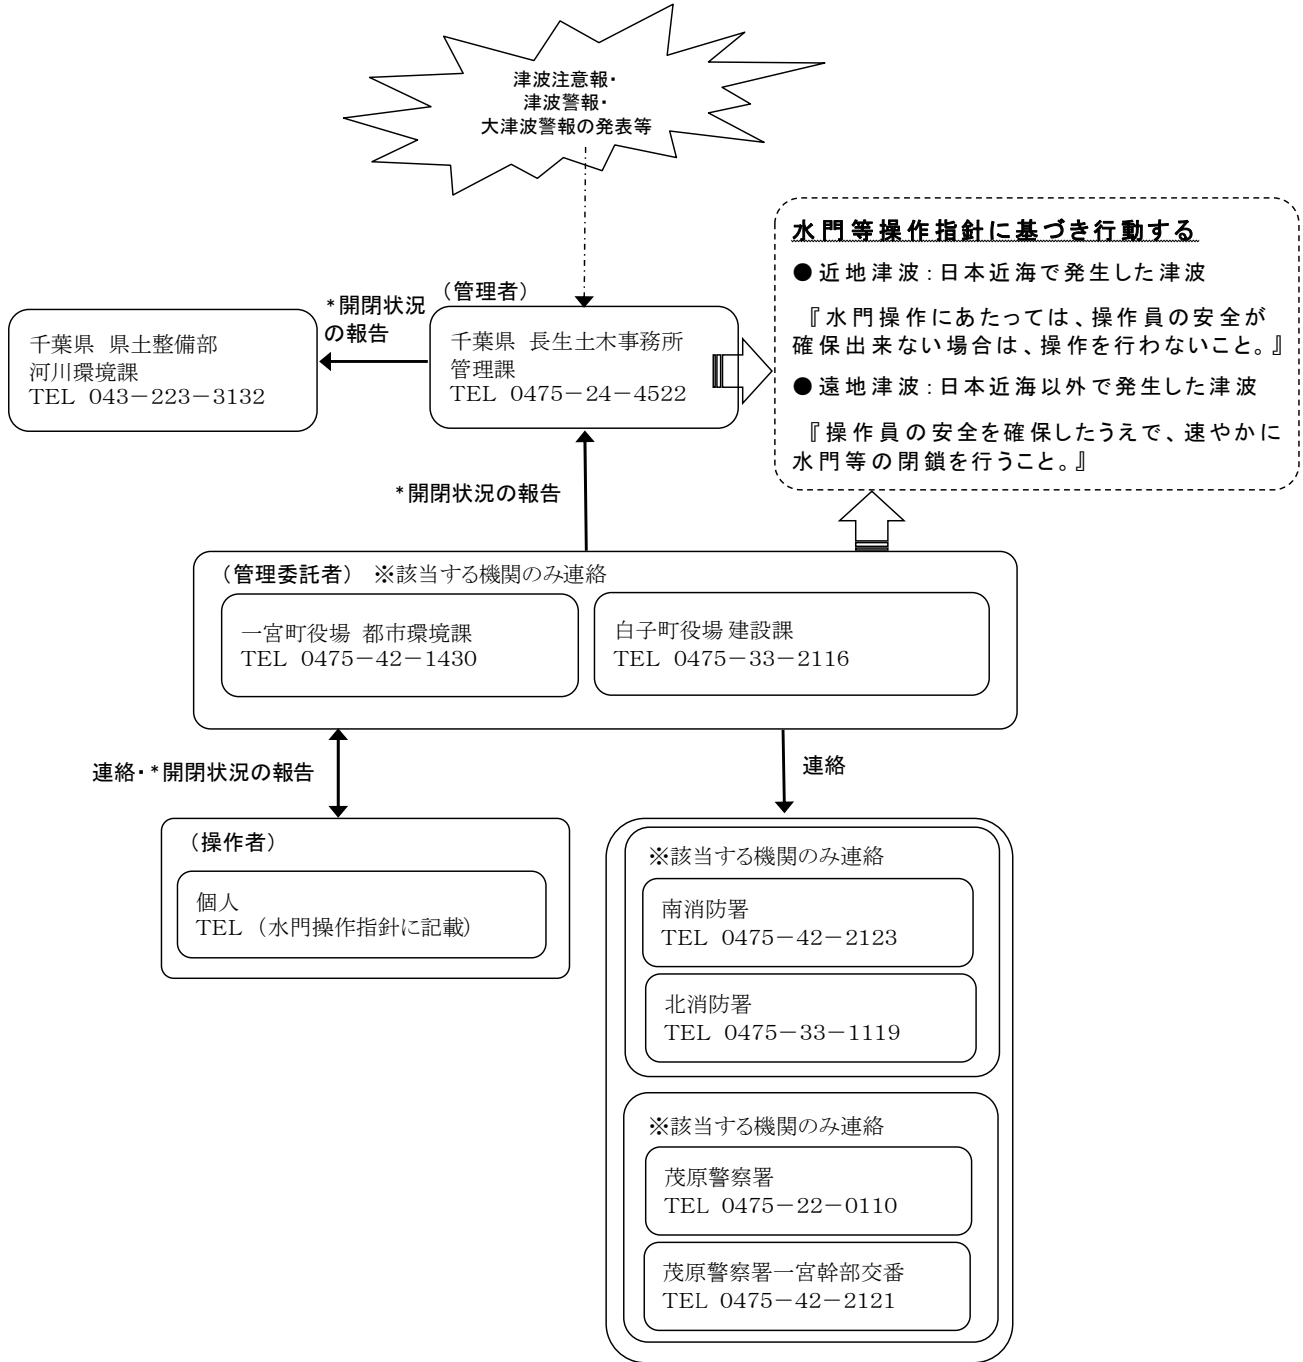 津波注意報・
津波警報・
大津波警報の発表等
水門等操作指針に基づき行動する
●近地津波：日本近海で発生した津波
『水門操作にあたっては、操作員の安全が
確保出来ない場合は、操作を行わないこと。』
●遠地津波：日本近海以外で発生した津波
『操作員の安全を確保したうえで、速やかに
水門等の閉鎖を行うこと。』
（管理者）
千葉県　長生土木事務所
管理課
TEL 0475－24－4522
*開閉状況
の報告
千葉県　県土整備部
河川環境課
TEL 043－223－3132
*開閉状況の報告
（管理委託者）　※該当する機関のみ連絡
一宮町役場 都市環境課
TEL 0475－42－1430
白子町役場 建設課
TEL 0475－33－2116
連絡・*開閉状況の報告
連絡
（操作者）
個人
TEL （水門操作指針に記載）
※該当する機関のみ連絡
南消防署
TEL 0475－42－2123
北消防署
TEL 0475－33－1119
※該当する機関のみ連絡
茂原警察署
TEL 0475－22－0110
茂原警察署一宮幹部交番
TEL 0475－42－2121